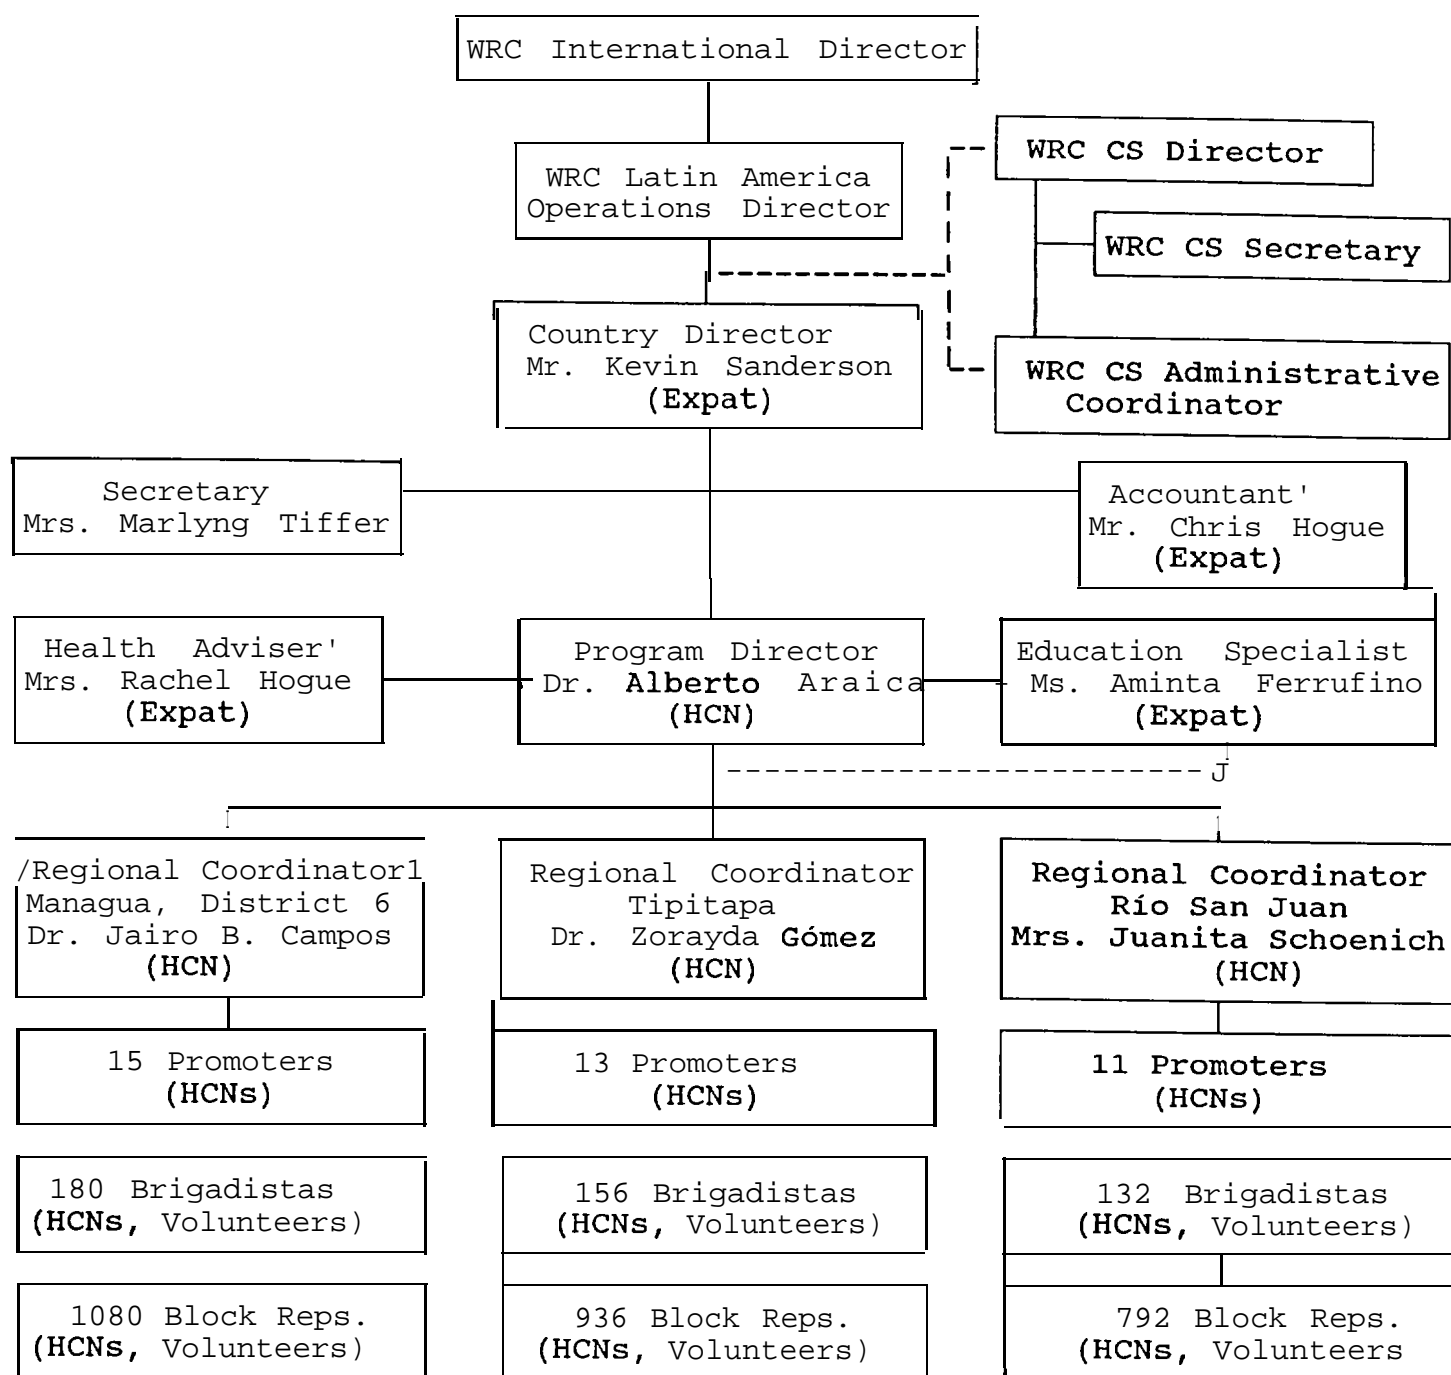 WRC International Director
WRC Latin America
Operations Director
WRC CS Director
WRC CS Secretary
WRC CS Administrative
Coordinator
Country Director
Mr. Kevin Sanderson
(Expat)
Secretary
Mrs. Marlyng Tiffer
Accountant'
Mr. Chris Hogue
(Expat)
Health Adviser'
Mrs. Rachel Hogue
(Expat)
Program Director
Dr. Alberto Araica
(HCN)
Education Specialist
Ms. Aminta Ferrufino
(Expat)
J
/Regional Coordinator1
Managua, District 6
Dr. Jairo B. Campos
(HCN)
Regional Coordinator
Tipitapa
Dr. Zorayda Gómez
(HCN)
Regional Coordinator
Río San Juan
Mrs. Juanita Schoenich
(HCN)
15 Promoters
(HCNs)
13 Promoters
(HCNs)
11 Promoters
(HCNs)
180 Brigadistas
(HCNs, Volunteers)
156 Brigadistas
(HCNs, Volunteers)
132 Brigadistas
(HCNs, Volunteers)
1080 Block Reps.
(HCNs, Volunteers)
936 Block Reps.
(HCNs, Volunteers)
792 Block Reps.
(HCNs, Volunteers